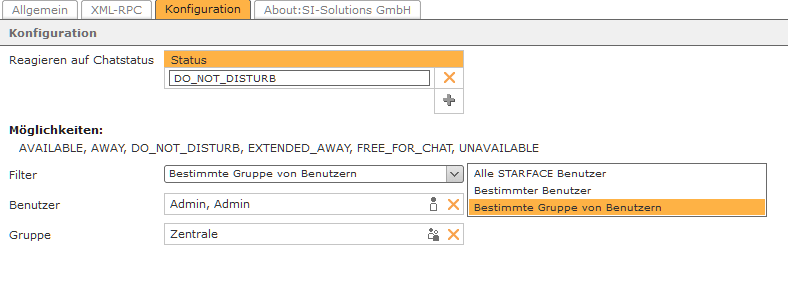 Allgemein XML-RPC Konfiguration About:SI-Solutions GmbH
Konfiguration
Reagieren auf Chatstatus Status
DO_NOT_DISTURB
Möglichkeiten:
AVAILABLE, AWAY, DO_NOT_DISTURB, EXTENDED_AWAY, FREE_FOR_CHAT, UNAVAILABLE
Filter Bestimmte Gruppe von Benutzern
Alle STARFACE Benutzer
Bestimmter Benutzer
Bestimmte Gruppe von Benutzern
Benutzer Admin, Admin
Gruppe Zentrale